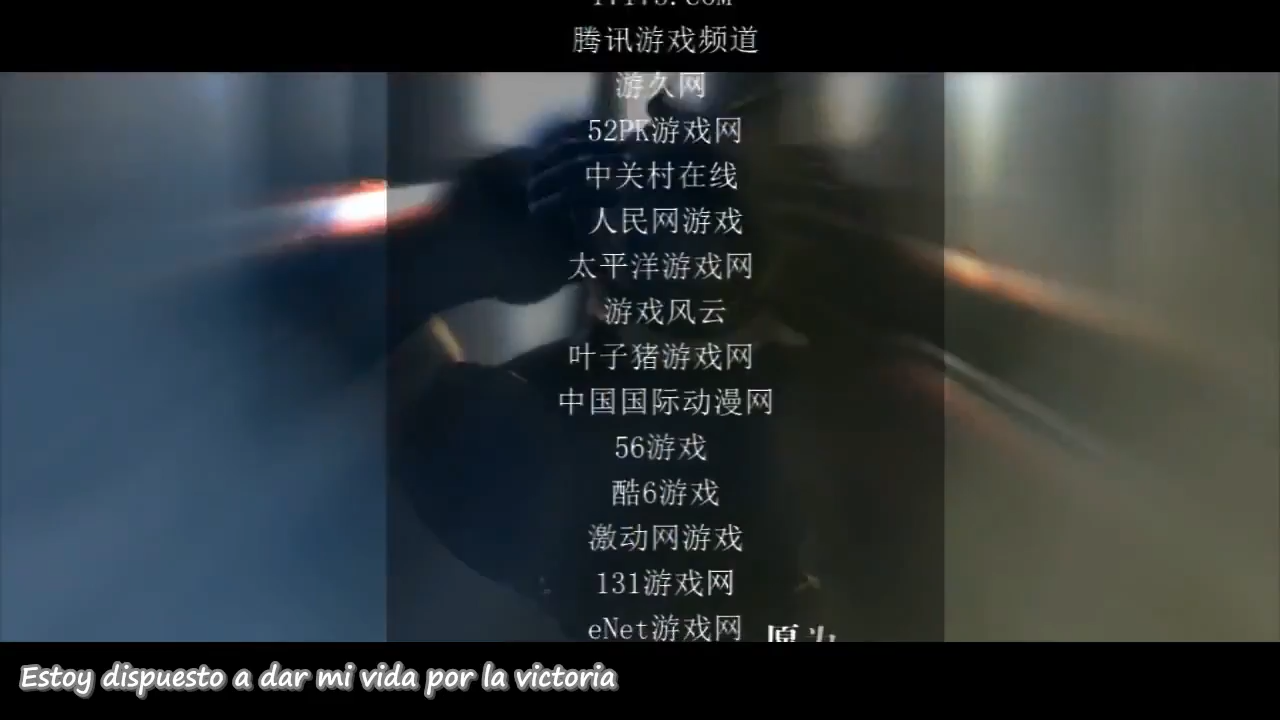 17173.COM
腾讯游戏频道
游久网
52PK游戏网
中关村在线
人民网游戏
太平洋游戏网
游戏风云
叶子猪游戏网
中国国际动漫网
56游戏
酷6游戏
激动网游戏
131游戏网
eNet游戏网
愿为
Estoy dispuesto a dar mi vida por la victoria